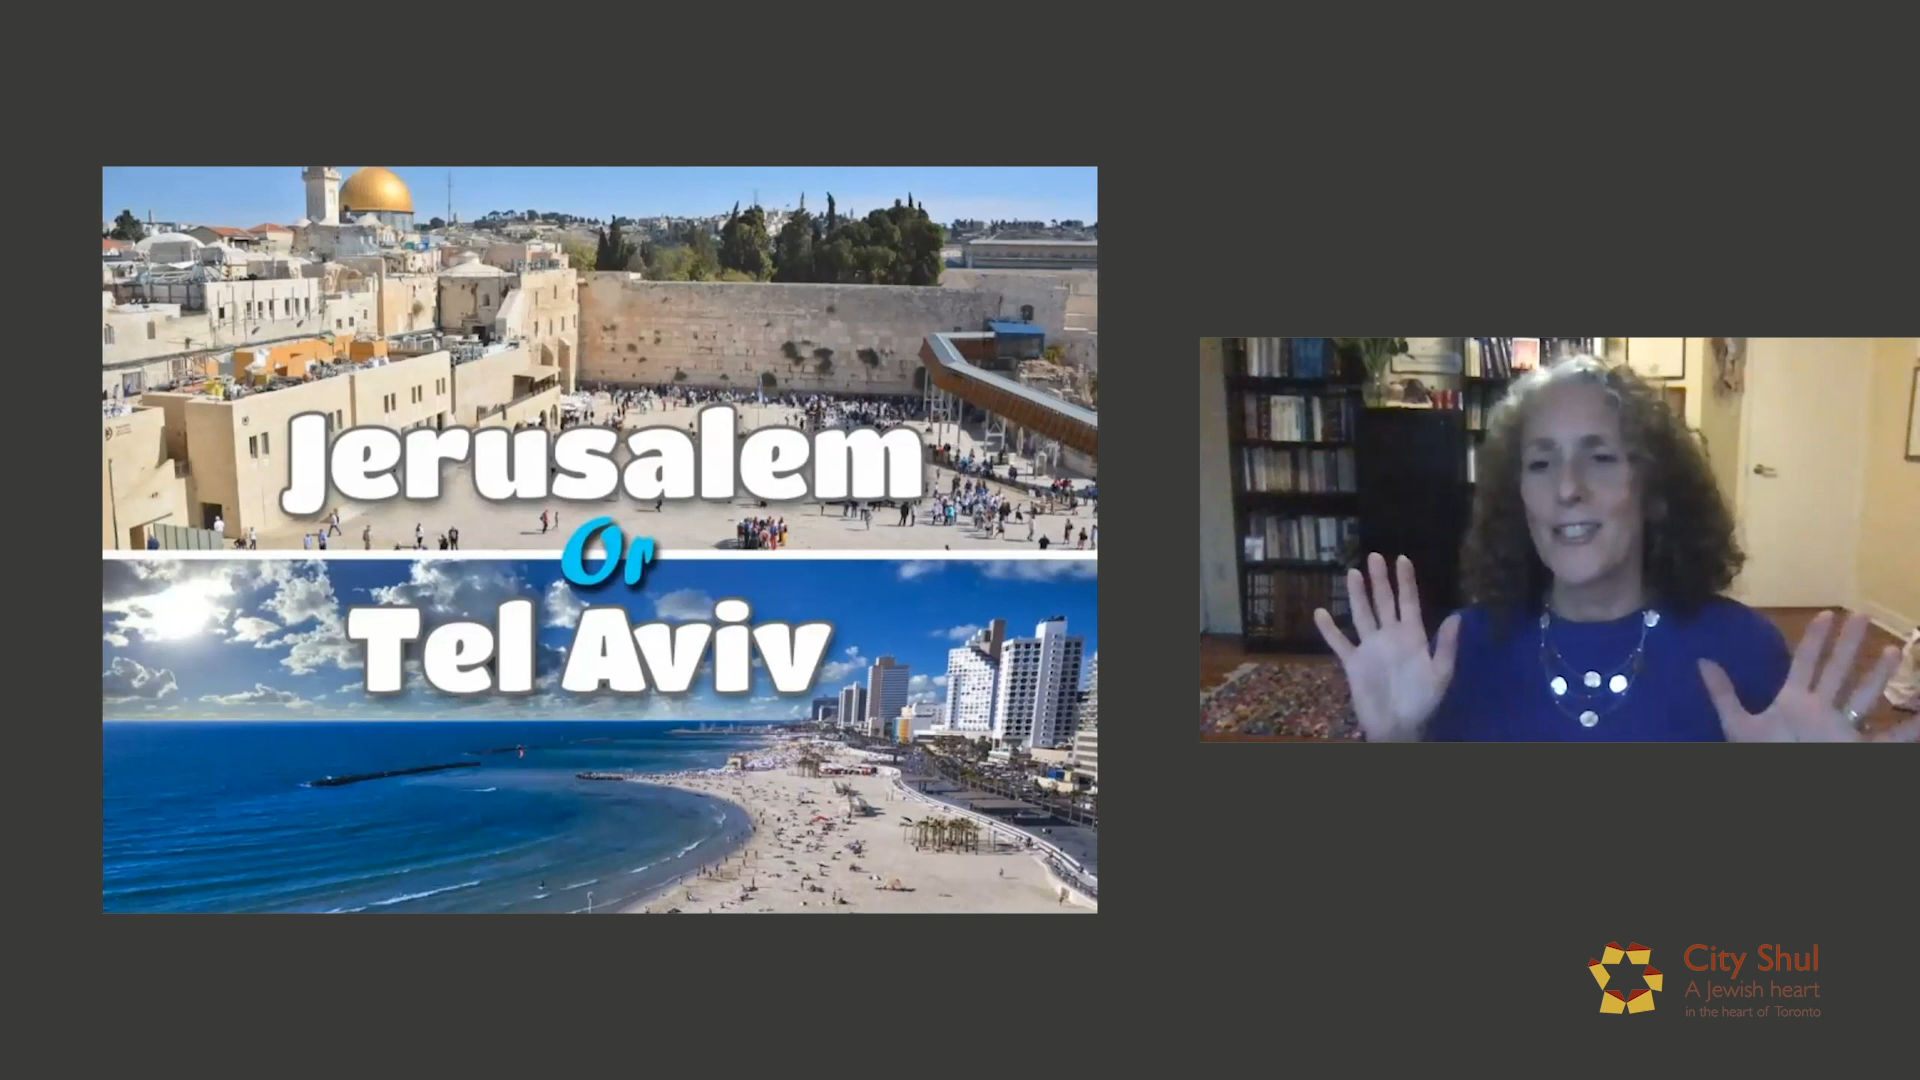 Jerusalem
Or
Tel Aviv
City Shul
A Jewish heart
in the heart of Toronto